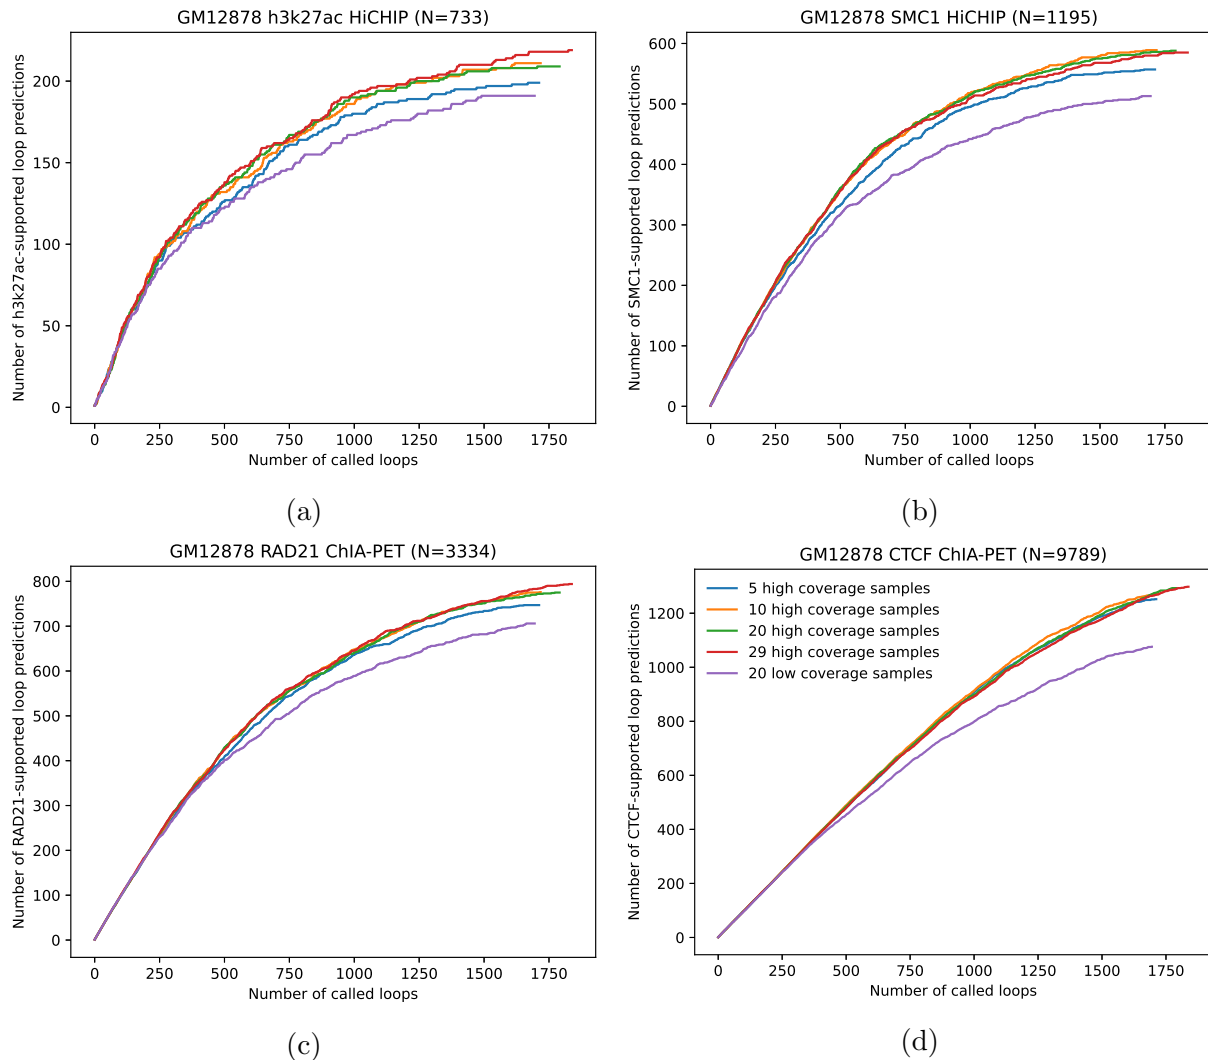 GM12878 h3k27ac HiCHIP (N=733)
Number of h3k27ac-supported loop predictions
200
150
100
50
0
0 250 500 750 1000 1250 1500 1750
Number of called loops
(a)
GM12878 SMC1 HiCHIP (N=1195)
Number of SMC1-supported loop predictions
600
500
400
300
200
100
0
0 250 500 750 1000 1250 1500 1750
Number of called loops
(b)
GM12878 RAD21 ChIA-PET (N=3334)
Number of RAD21-supported loop predictions
800
700
600
500
400
300
200
100
0
0 250 500 750 1000 1250 1500 1750
Number of called loops
(c)
GM12878 CTCF ChIA-PET (N=9789)
Number of CTCF-supported loop predictions
1200
1000
800
600
400
200
0
5 high coverage samples
10 high coverage samples
20 high coverage samples
29 high coverage samples
20 low coverage samples
0 250 500 750 1000 1250 1500 1750
Number of called loops
(d)